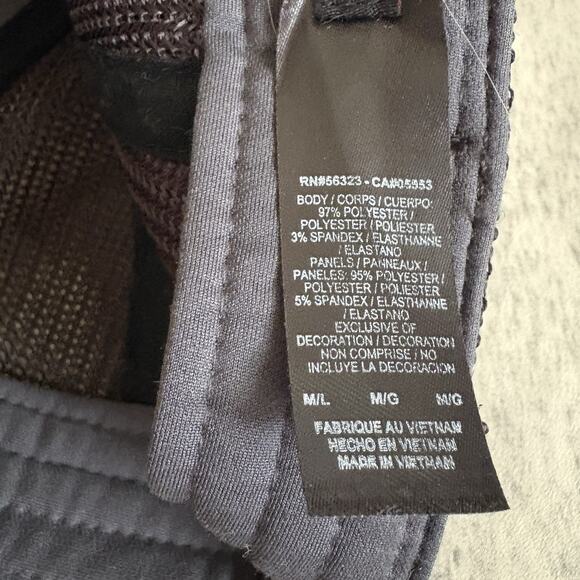 RN#56323 - CA#05553
BODY / CORPS / CUERPO:
97% POLYESTER /
POLYESTER / POLIESTER
3% SPANDEX / ELASTHANNE
/ ELASTANO
PANELS / PANNEAUX /
PANELES: 95% POLYESTER /
POLYESTER / POLIESTER
5% SPANDEX / ELASTHANNE
/ ELASTANO
EXCLUSIVE OF
DECORATION / DECORATION
NON COMPRISE / NO
INCLUYE LA DECORACION
M/L M/G M/G
FABRIQUE AU VIETNAM
HECHO EN VIETNAM
MADE IN VIETNAM